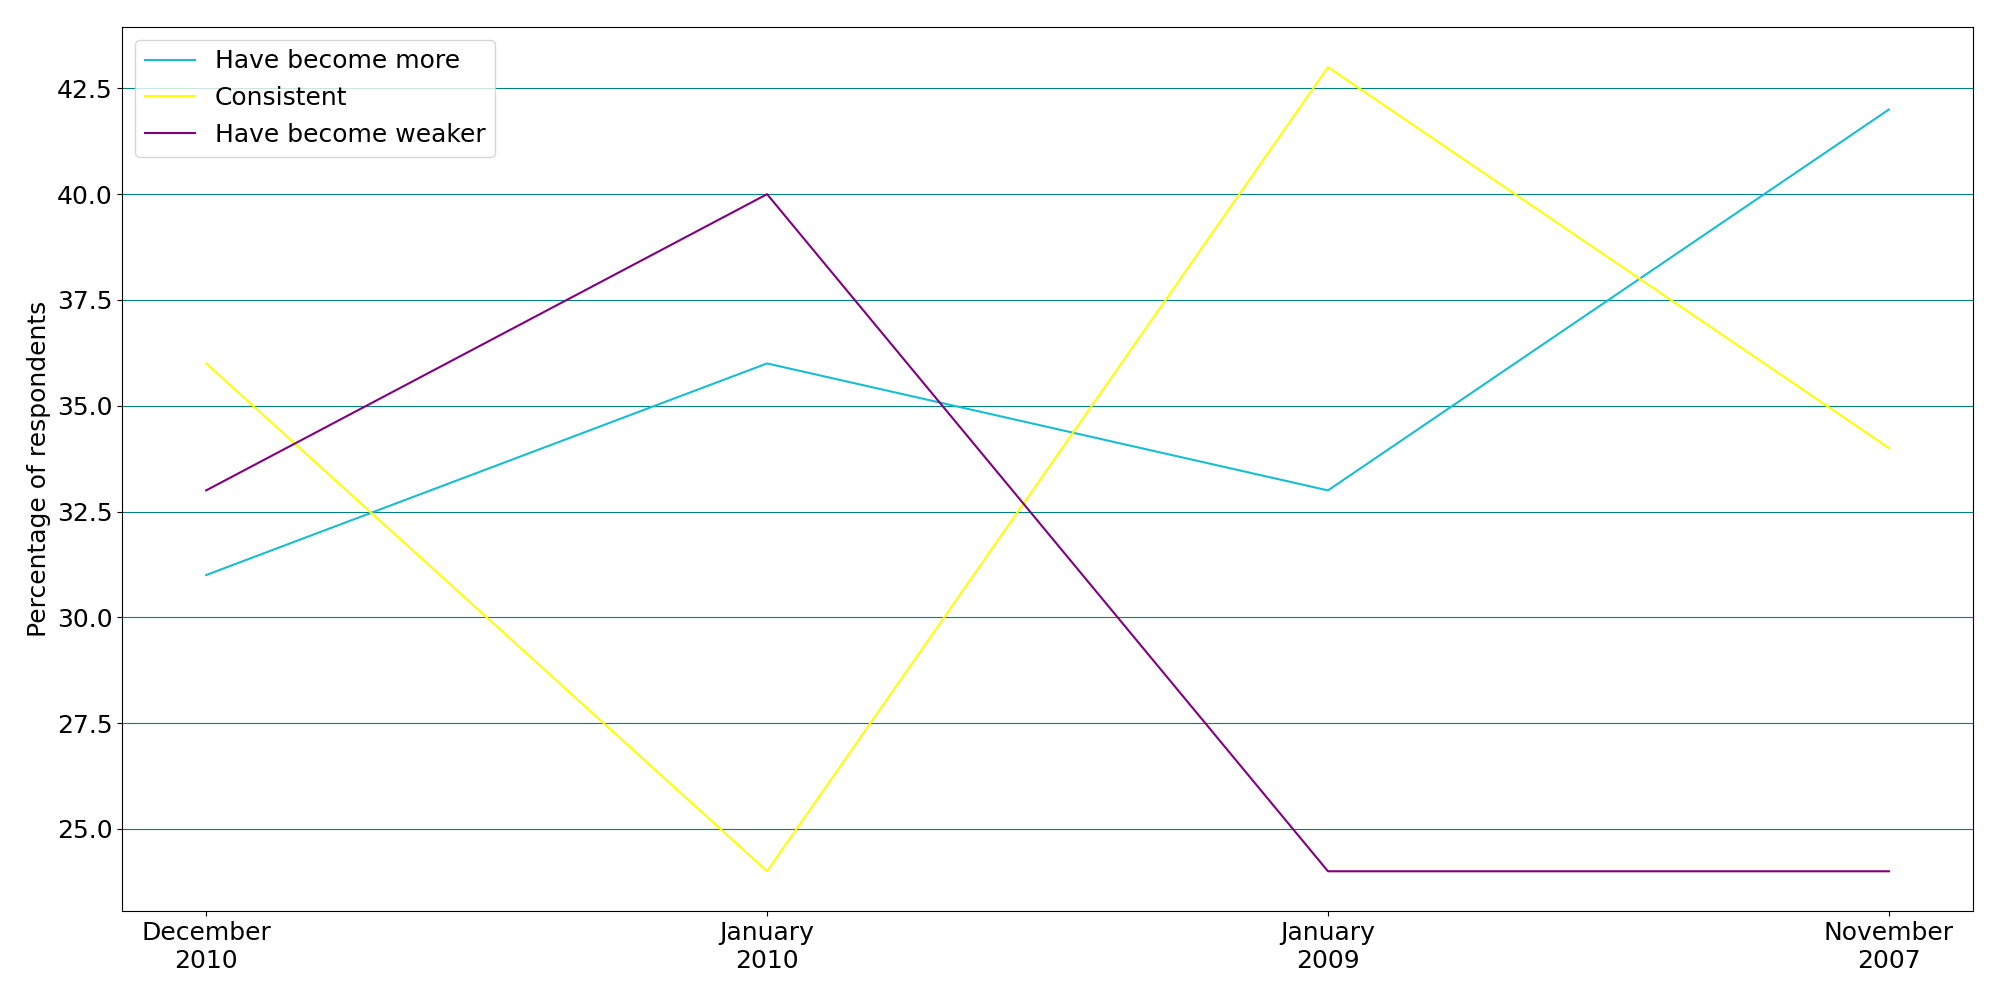 Have become more
Consistent
Have become weaker
Percentage of respondents
42.5
40.0
37.5
35.0
32.5
30.0
27.5
25.0
December
2010
January
2010
January
2009
November
2007